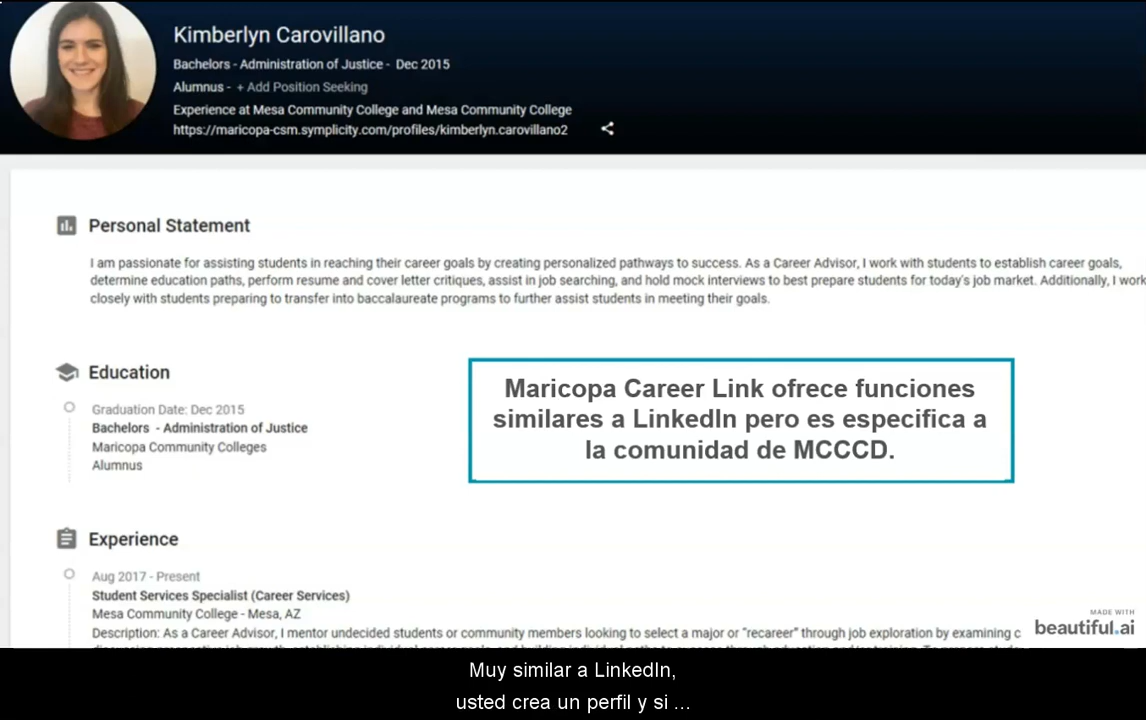 Kimberlyn Carovillano
Bachelors - Administration of Justice - Dec 2015
Alumnus - + Add Position Seeking
Experience at Mesa Community College and Mesa Community College
https://maricopa-csm.symplicity.com/profiles/kimberlyn.carovillano2
Personal Statement
I am passionate for assisting students in reaching their career goals by creating personalized pathways to success. As a Career Advisor, I work with students to establish career goals,
determine education paths, perform resume and cover letter critiques, assist in job searching, and hold mock interviews to best prepare students for today's job market. Additionally, I work
closely with students preparing to transfer into baccalaureate programs to further assist students in meeting their goals.
Education
Graduation Date: Dec 2015
Bachelors - Administration of Justice
Maricopa Community Colleges
Alumnus
Maricopa Career Link ofrece funciones
similares a LinkedIn pero es especifica a
la comunidad de MCCCD.
Experience
Aug 2017 - Present
Student Services Specialist (Career Services)
Mesa Community College - Mesa, AZ
Description: As a Career Advisor, I mentor undecided students or community members looking to select a major or "recareer" through job exploration by examining c
MADE WITH
beautiful.ai
Muy similar a LinkedIn,
usted crea un perfil y si ...